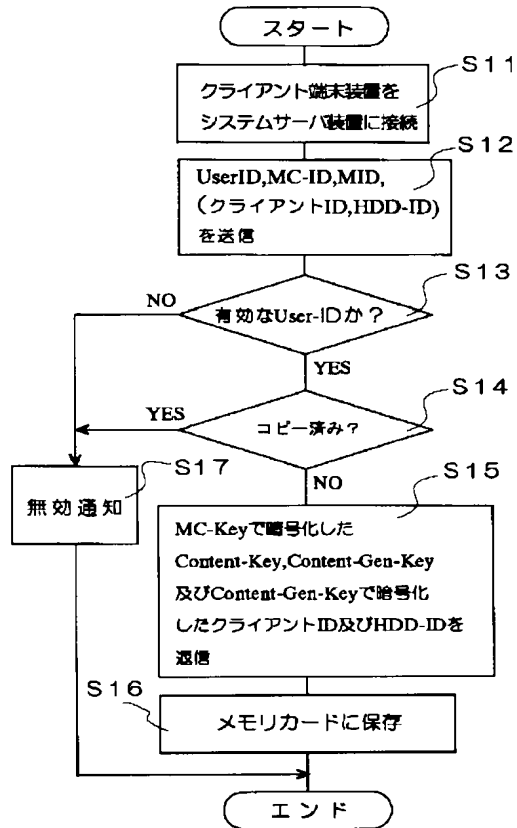 スタート
S11
クライアント端末装置を
システムサーバ装置に接続
S12
UserID,MC-ID,MID,
(クライアントID,HDD-ID)
を送信
S13
NO
有効なUser-IDか?
YES
S14
YES
コピー済み?
S17
NO
S15
無効通知
MC-Keyで暗号化した
Content-Key,Content-Gen-Key
及びContent-Gen-Keyで暗号化
したクライアントID及びHDD-IDを
返信
S16
メモリカードに保存
エンド